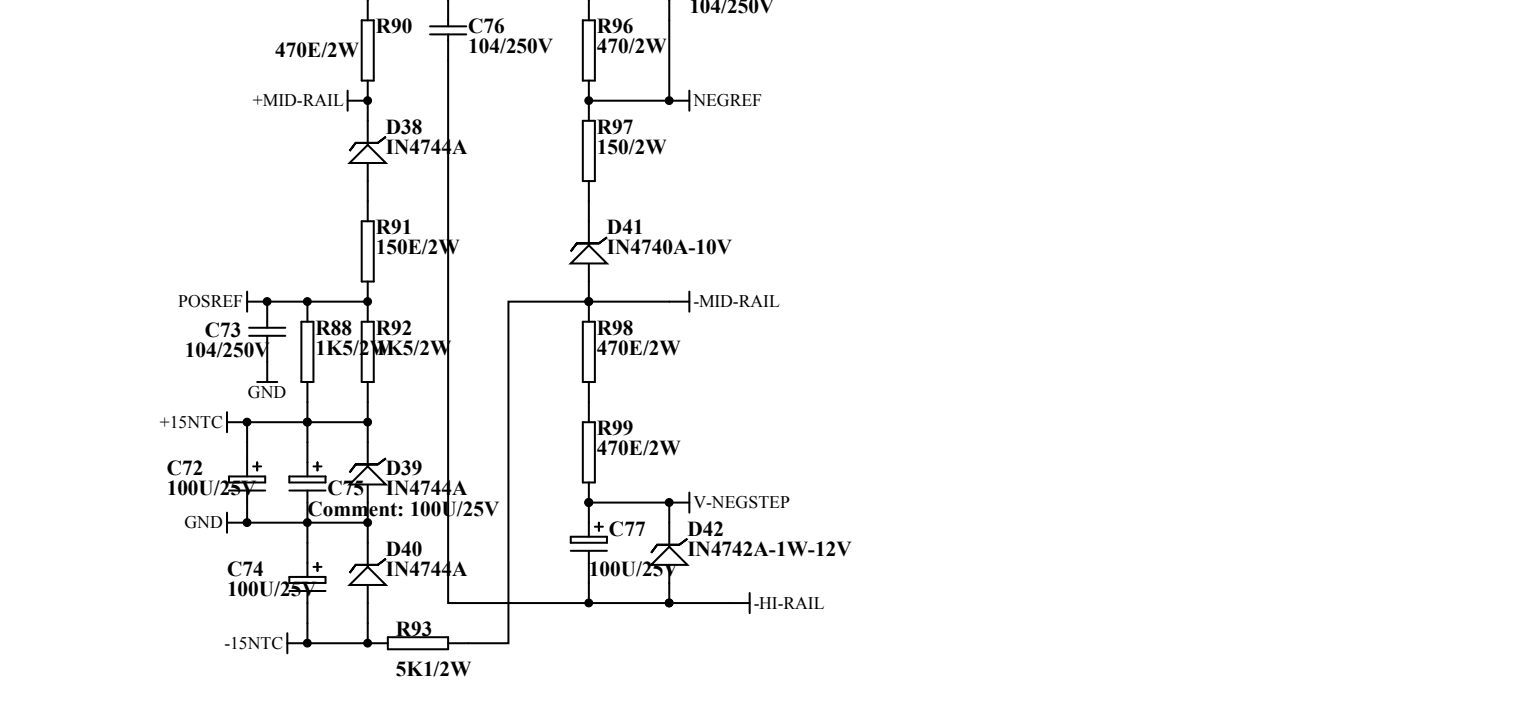 104/250V
R90
470E/2W
C76
104/250V
R96
470/2W
+MID-RAIL
NEGREF
D38
IN4744A
R97
150/2W
R91
150E/2W
D41
IN4740A-10V
POSREF
-MID-RAIL
C73
104/250V
R88
1K5/2W
R92
1K5/2W
R98
470E/2W
GND
+15NTC
R99
470E/2W
C72
100U/25V
+
+
C75
Comment: 100U/25V
D39
IN4744A
V-NEGSTEP
GND
+
C77
100U/25V
D42
IN4742A-1W-12V
D40
IN4744A
C74
100U/25V
+
-HI-RAIL
-15NTC
R93
5K1/2W